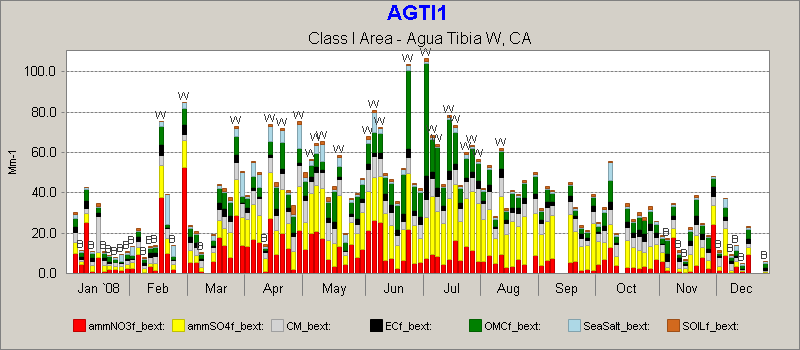 AGTI1
Class I Area - Agua Tibia W, CA
Mm-1
100.0
80.0
60.0
40.0
20.0
0.0
Jan '08 Feb Mar Apr May Jun Jul Aug Sep Oct Nov Dec
ammNO3f_bext: ammSO4f_bext: CM_bext: ECf_bext: OMCf_bext: SeaSalt_bext: SOILf_bext: